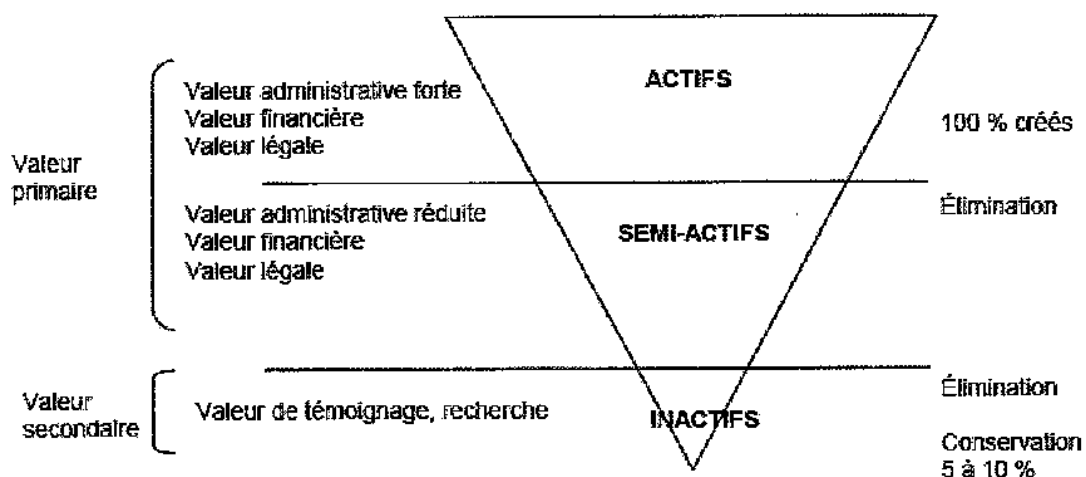 Valeur
primaire
Valeur administrative forte
Valeur financière
Valeur légale
ACTIFS
100 % créés
Valeur administrative réduite
Valeur financière
Valeur légale
SEMI-ACTIFS
Élimination
Valeur
secondaire
Valeur de témoignage, recherche
INACTIFS
Élimination
Conservation
5 à 10 %